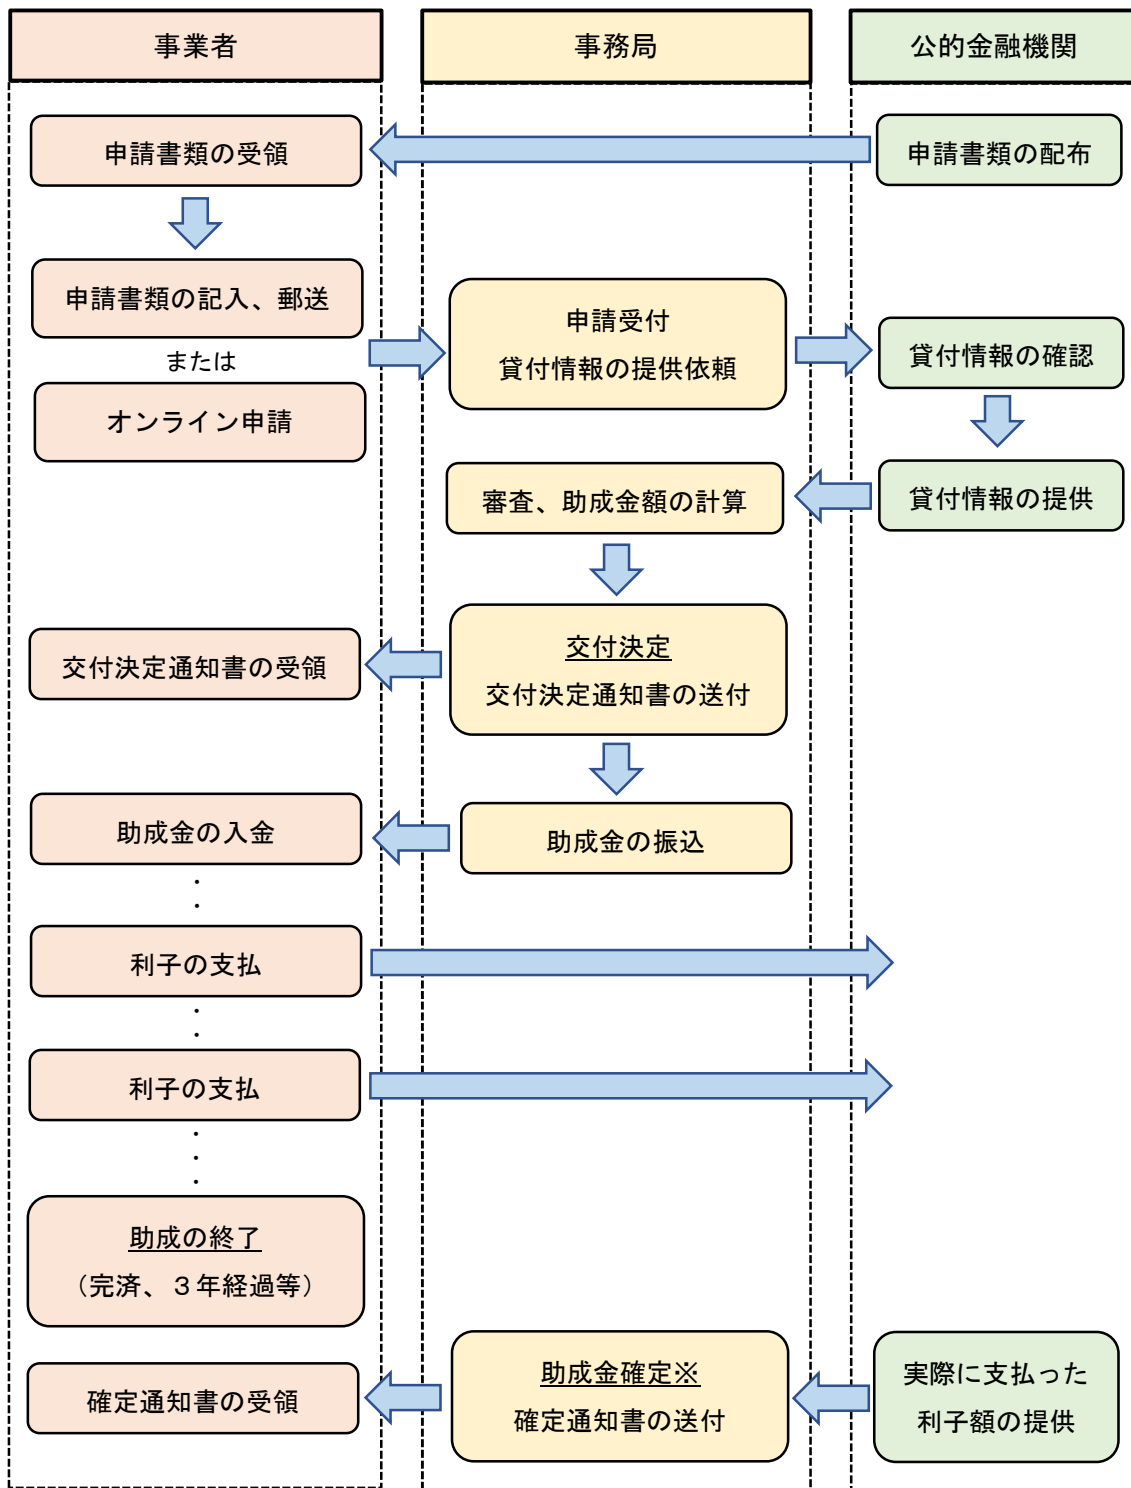 事業者
事務局
公的金融機関
申請書類の受領
申請書類の配布
申請書類の記入、郵送
または
オンライン申請
申請受付
貸付情報の提供依頼
貸付情報の確認
審査、助成金額の計算
貸付情報の提供
交付決定通知書の受領
交付決定
交付決定通知書の送付
助成金の入金
助成金の振込
・
・
利子の支払
・
・
利子の支払
・
・
・
助成の終了
（完済、３年経過等）
確定通知書の受領
助成金確定※
確定通知書の送付
実際に支払った
利子額の提供